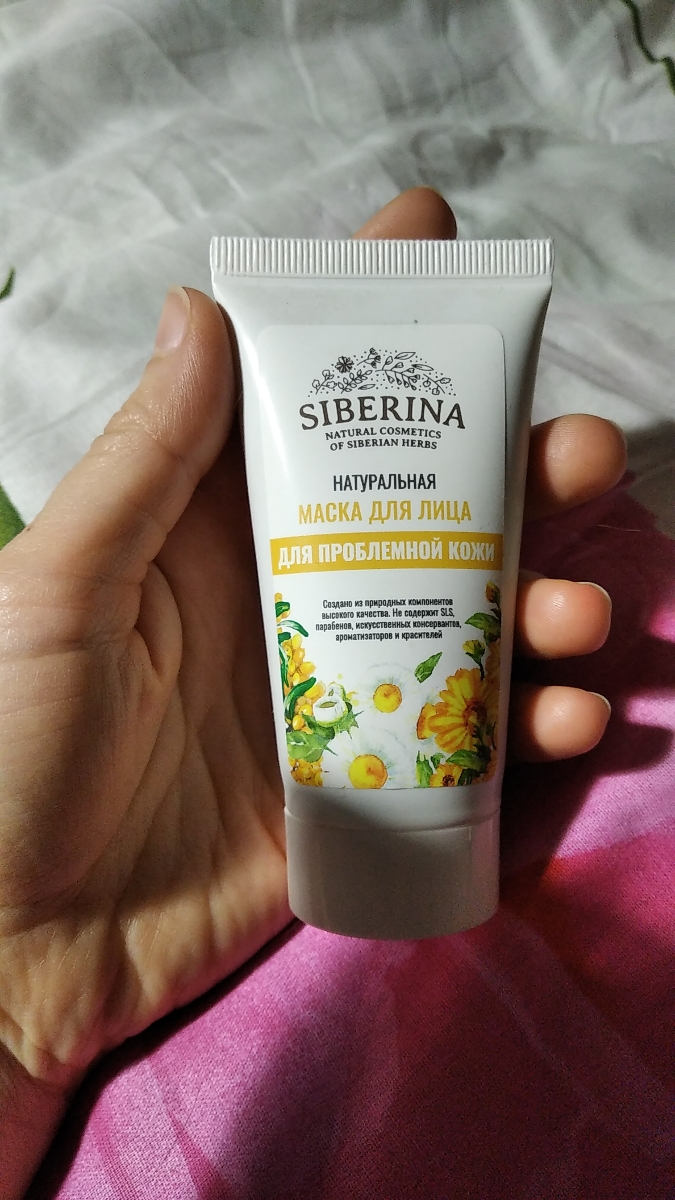 SIBERINA
NATURAL COSMETICS
OF SIBERIAN HERBS
НАТУРАЛЬНАЯ
МАСКА ДЛЯ ЛИЦА
ДЛЯ ПРОБЛЕМНОЙ КОЖИ
Создано из природных компонентов
высокого качества. Не содержит SLS,
парабенов, искусственных консервантов,
ароматизаторов и красителей